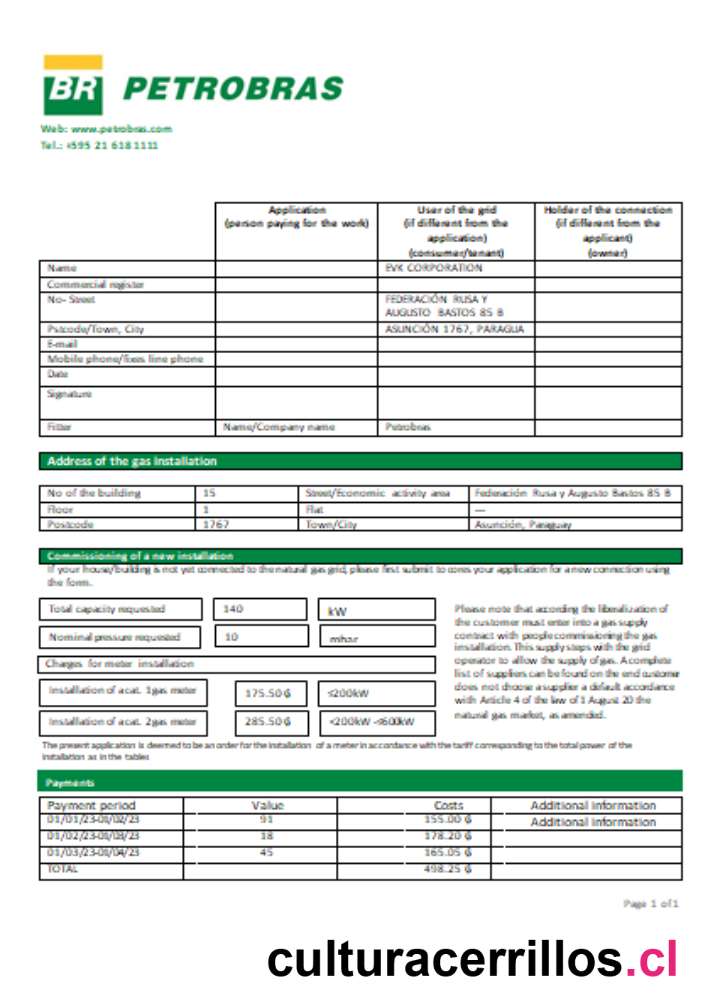 BR PETROBRAS
Web: www.petrobras.com
Tel.: +595 21 618 1111
Application
(person paying for the work)
User of the grid
(if different from the
application)
(consumer/tenant)
Holder of the connection
(if different from the
applicant)
(owner)
Name
EVK CORPORATION
Commercial register
No- Street
FEDERACIÓN RUSA Y
AUGUSTO BASTOS 85 B
Pstcode/Town, City
ASUNCIÓN 1767, PARAGUA
E-mail
Mobile phone/fixes line phone
Date
Signature
Fitter
Name/Company name
Petrobras
Address of the gas installation
No of the building
15
Street/Economic activity area
Federación Rusa y Augusto Bastos 85 B
Floor
1
Flat
—
Postcode
1767
Town/City
Asunción, Paraguay
Commissioning of a new installation
If your house/building is not yet connected to the natural gas grid, please first submit to cores your application for a new connection using
the form.
Total capacity requested
140
kW
Nominal pressure requested
10
mbar
Charges for meter installation
Installation of a cat. 1 gas meter
175.50 ₲
≤200kW
Installation of a cat. 2 gas meter
285.50 ₲
<200kW -≤600kW
Please note that according the liberalization of
the customer must enter into a gas supply
contract with people commissioning the gas
installation. This supply steps with the grid
operator to allow the supply of gas. A complete
list of suppliers can be found on the end customer
does not choose a supplier a default accordance
with Article 4 of the law of 1 August 20 the
natural gas market, as amended.
The present application is deemed to be an order for the installation of a meter in accordance with the tariff corresponding to the total power of the
installation as in the tables
Payments
Payment period
Value
Costs
Additional information
01/01/23-01/02/23
91
155.00 ₲
Additional information
01/02/23-01/03/23
18
178.20 ₲
01/03/23-01/04/23
45
165.05 ₲
TOTAL
498.25 ₲
Page 1 of 1
culturacerrillos.cl